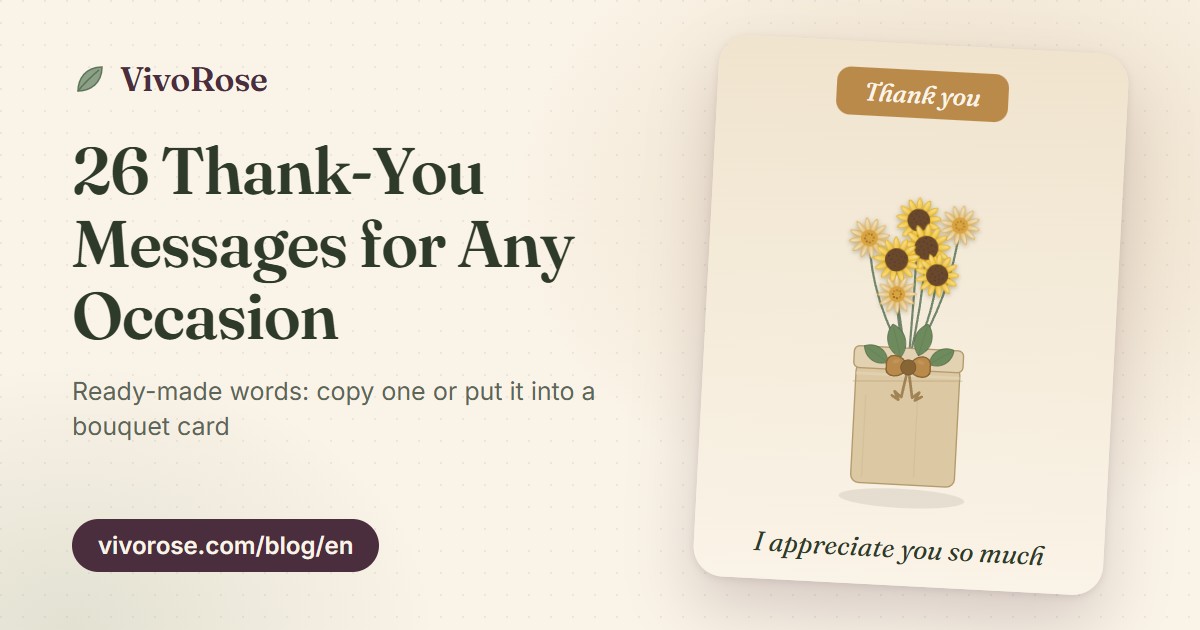 VivoRose
26 Thank-You
Messages for Any
Occasion
Ready-made words: copy one or put it into a
bouquet card
vivorose.com/blog/en
Thank you
I appreciate you so much